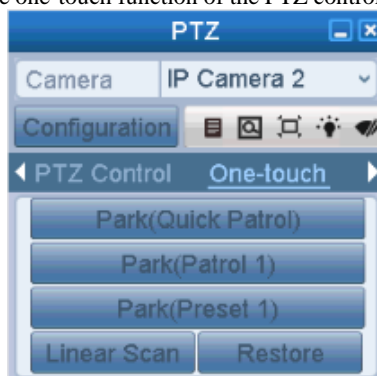 one-touch function of the PTZ control
PTZ
Camera IP Camera 2
Configuration
PTZ Control One-touch
Park(Quick Patrol)
Park(Patrol 1)
Park(Preset 1)
Linear Scan Restore